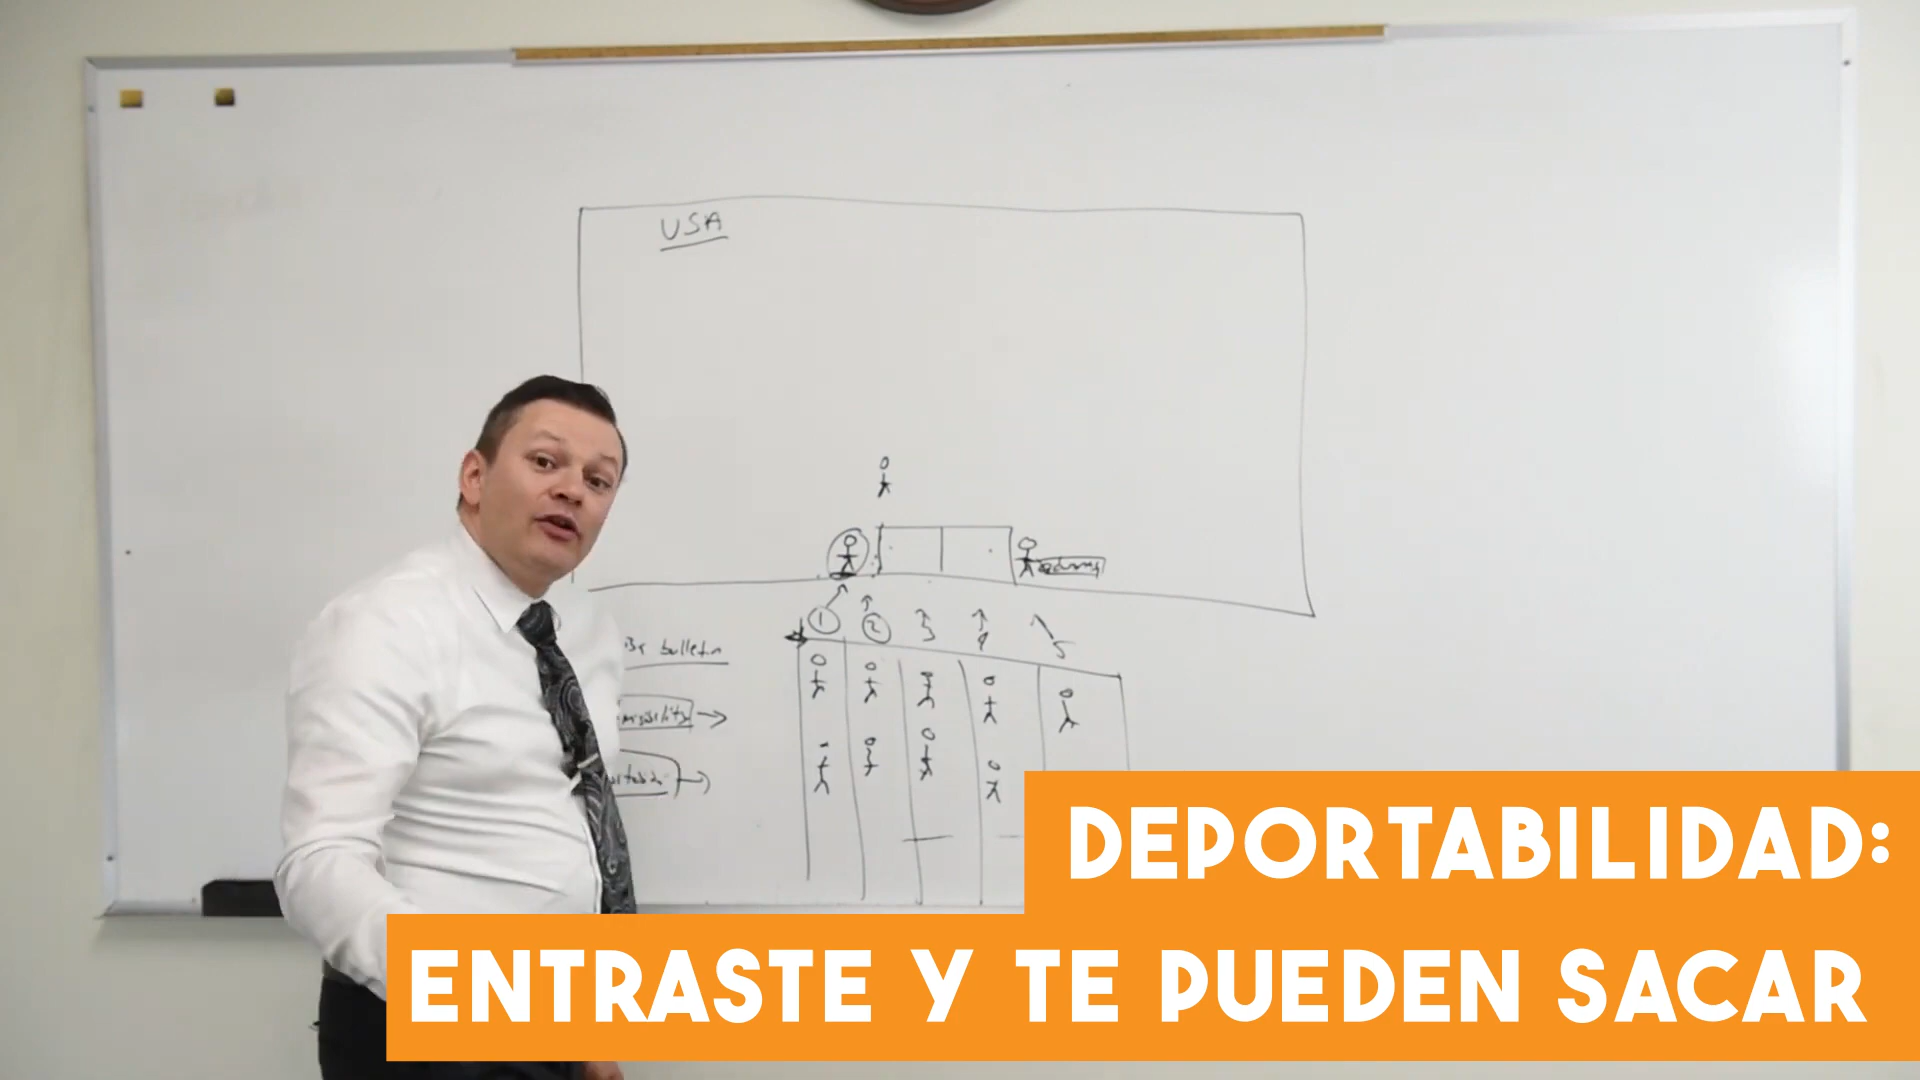 USA
1 2 3 4 5
bulletin
DEPORTABILIDAD:
ENTRASTE Y TE PUEDEN SACAR